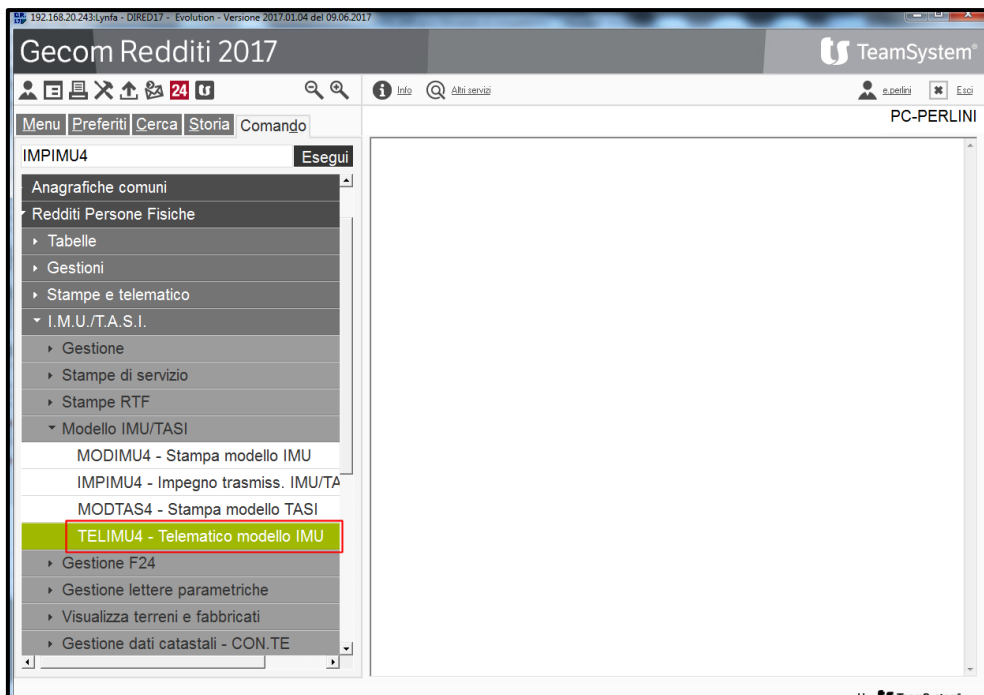 192.168.20.243:Lynfa - DIRED17 - Evolution - Versione 2017.01.04 del 09.06.2017
Gecom Redditi 2017
TeamSystem®
24
Info
Altri servizi
e.perlini
Esci
Menu Preferiti Cerca Storia Comando
PC-PERLINI
IMPIMU4
Esegui
Anagrafiche comuni
Redditi Persone Fisiche
Tabelle
Gestioni
Stampe e telematico
I.M.U./T.A.S.I.
Gestione
Stampe di servizio
Stampe RTF
Modello IMU/TASI
MODIMU4 - Stampa modello IMU
IMPIMU4 - Impegno trasmiss. IMU/TA
MODTAS4 - Stampa modello TASI
TELIMU4 - Telematico modello IMU
Gestione F24
Gestione lettere parametriche
Visualizza terreni e fabbricati
Gestione dati catastali - CON.TE